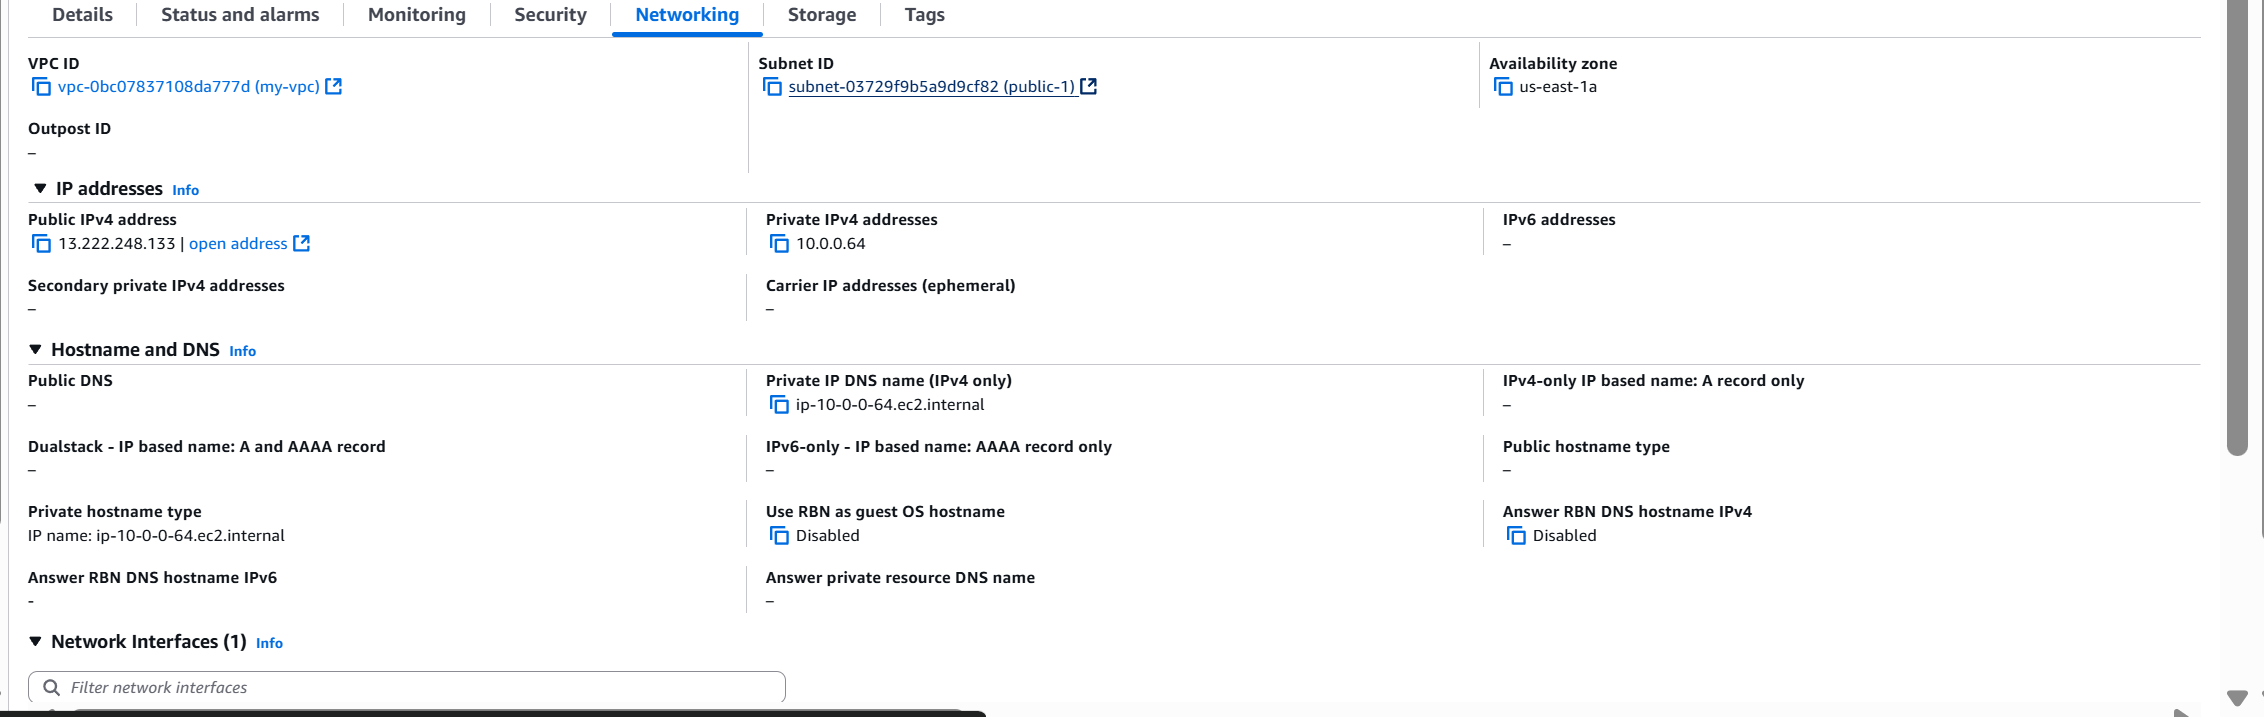 Details Status and alarms Monitoring Security Networking Storage Tags
VPC ID
vpc-0bc07837108da777d (my-vpc)
Subnet ID
subnet-03729f9b5a9d9cf82 (public-1)
Availability zone
us-east-1a
Outpost ID
–
IP addresses Info
Public IPv4 address
13.222.248.133 | open address
Private IPv4 addresses
10.0.0.64
IPv6 addresses
–
Secondary private IPv4 addresses
–
Carrier IP addresses (ephemeral)
–
Hostname and DNS Info
Public DNS
–
Private IP DNS name (IPv4 only)
ip-10-0-0-64.ec2.internal
IPv4-only IP based name: A record only
–
Dualstack - IP based name: A and AAAA record
–
IPv6-only - IP based name: AAAA record only
–
Public hostname type
–
Private hostname type
IP name: ip-10-0-0-64.ec2.internal
Use RBN as guest OS hostname
Disabled
Answer RBN DNS hostname IPv4
Disabled
Answer RBN DNS hostname IPv6
-
Answer private resource DNS name
–
Network Interfaces (1) Info
Filter network interfaces